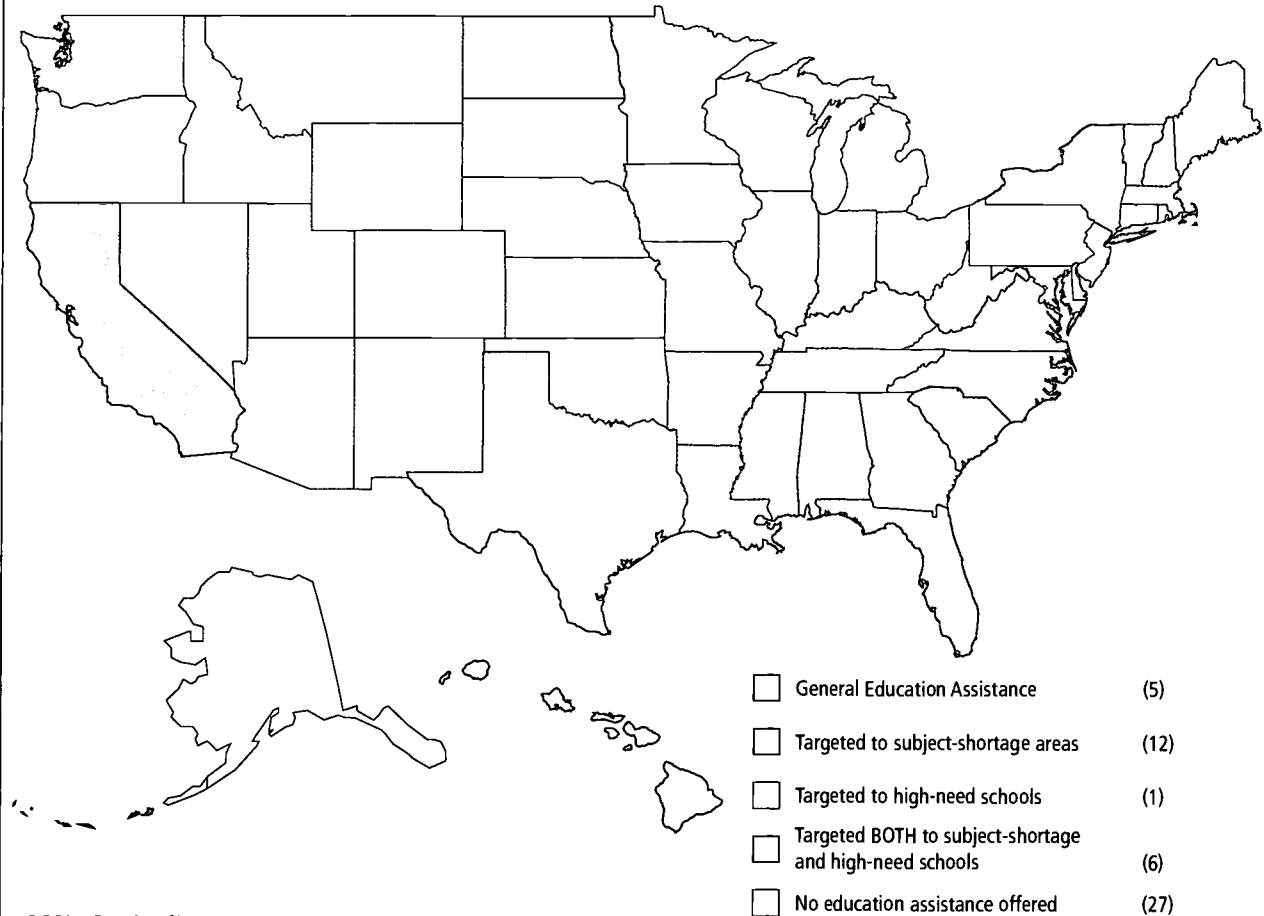 General Education Assistance (5)
Targeted to subject-shortage areas (12)
Targeted to high-need schools (1)
Targeted BOTH to subject-shortage
and high-need schools (6)
No education assistance offered (27)